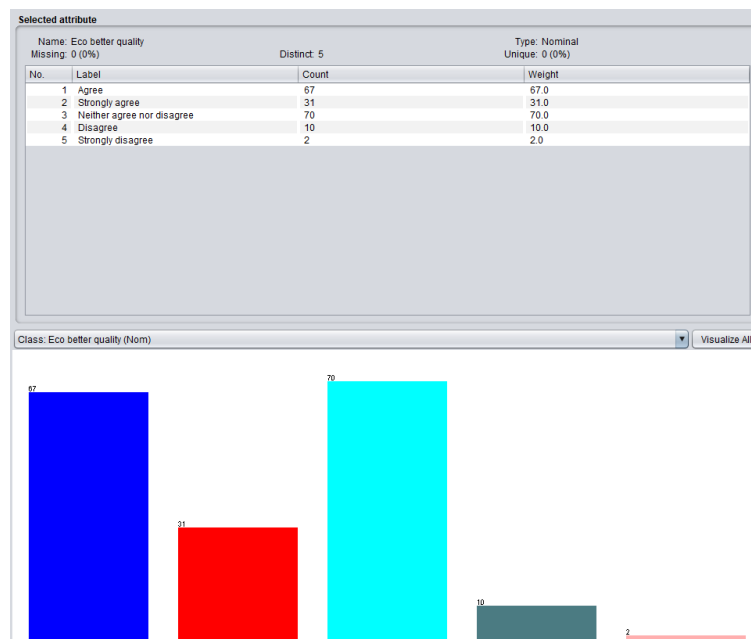 Selected attribute
Name: Eco better quality Type: Nominal
Missing: 0 (0%) Distinct: 5 Unique: 0 (0%)
No. Label Count Weight
1 Agree 67 67.0
2 Strongly agree 31 31.0
3 Neither agree nor disagree 70 70.0
4 Disagree 10 10.0
5 Strongly disagree 2 2.0
Class: Eco better quality (Nom) Visualize All
67
31
70
10
2